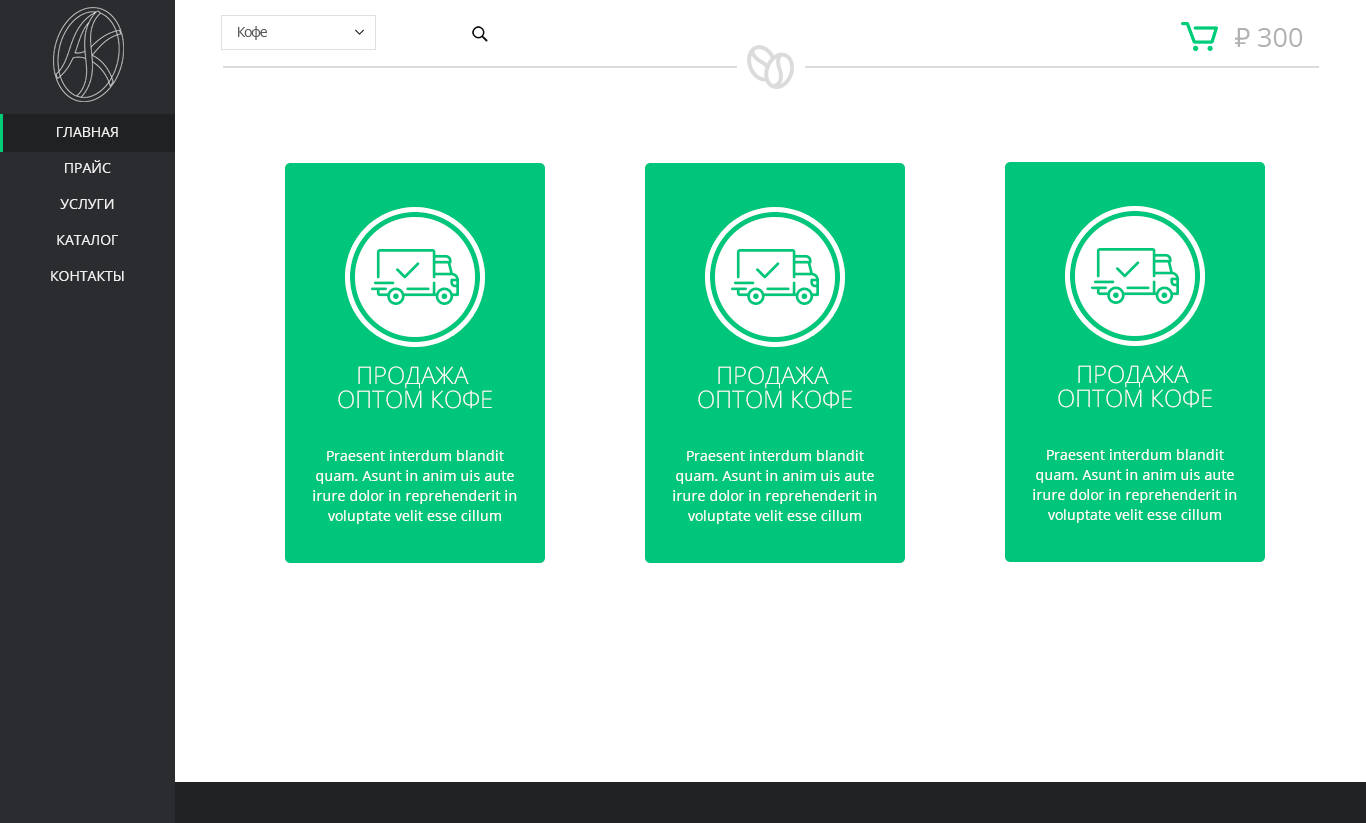 Кофе
₽ 300
ГЛАВНАЯ
ПРАЙС
УСЛУГИ
КАТАЛОГ
КОНТАКТЫ
ПРОДАЖА
ОПТОМ КОФЕ
Praesent interdum blandit
quam. Asunt in anim uis aute
irure dolor in reprehenderit in
voluptate velit esse cillum
ПРОДАЖА
ОПТОМ КОФЕ
Praesent interdum blandit
quam. Asunt in anim uis aute
irure dolor in reprehenderit in
voluptate velit esse cillum
ПРОДАЖА
ОПТОМ КОФЕ
Praesent interdum blandit
quam. Asunt in anim uis aute
irure dolor in reprehenderit in
voluptate velit esse cillum